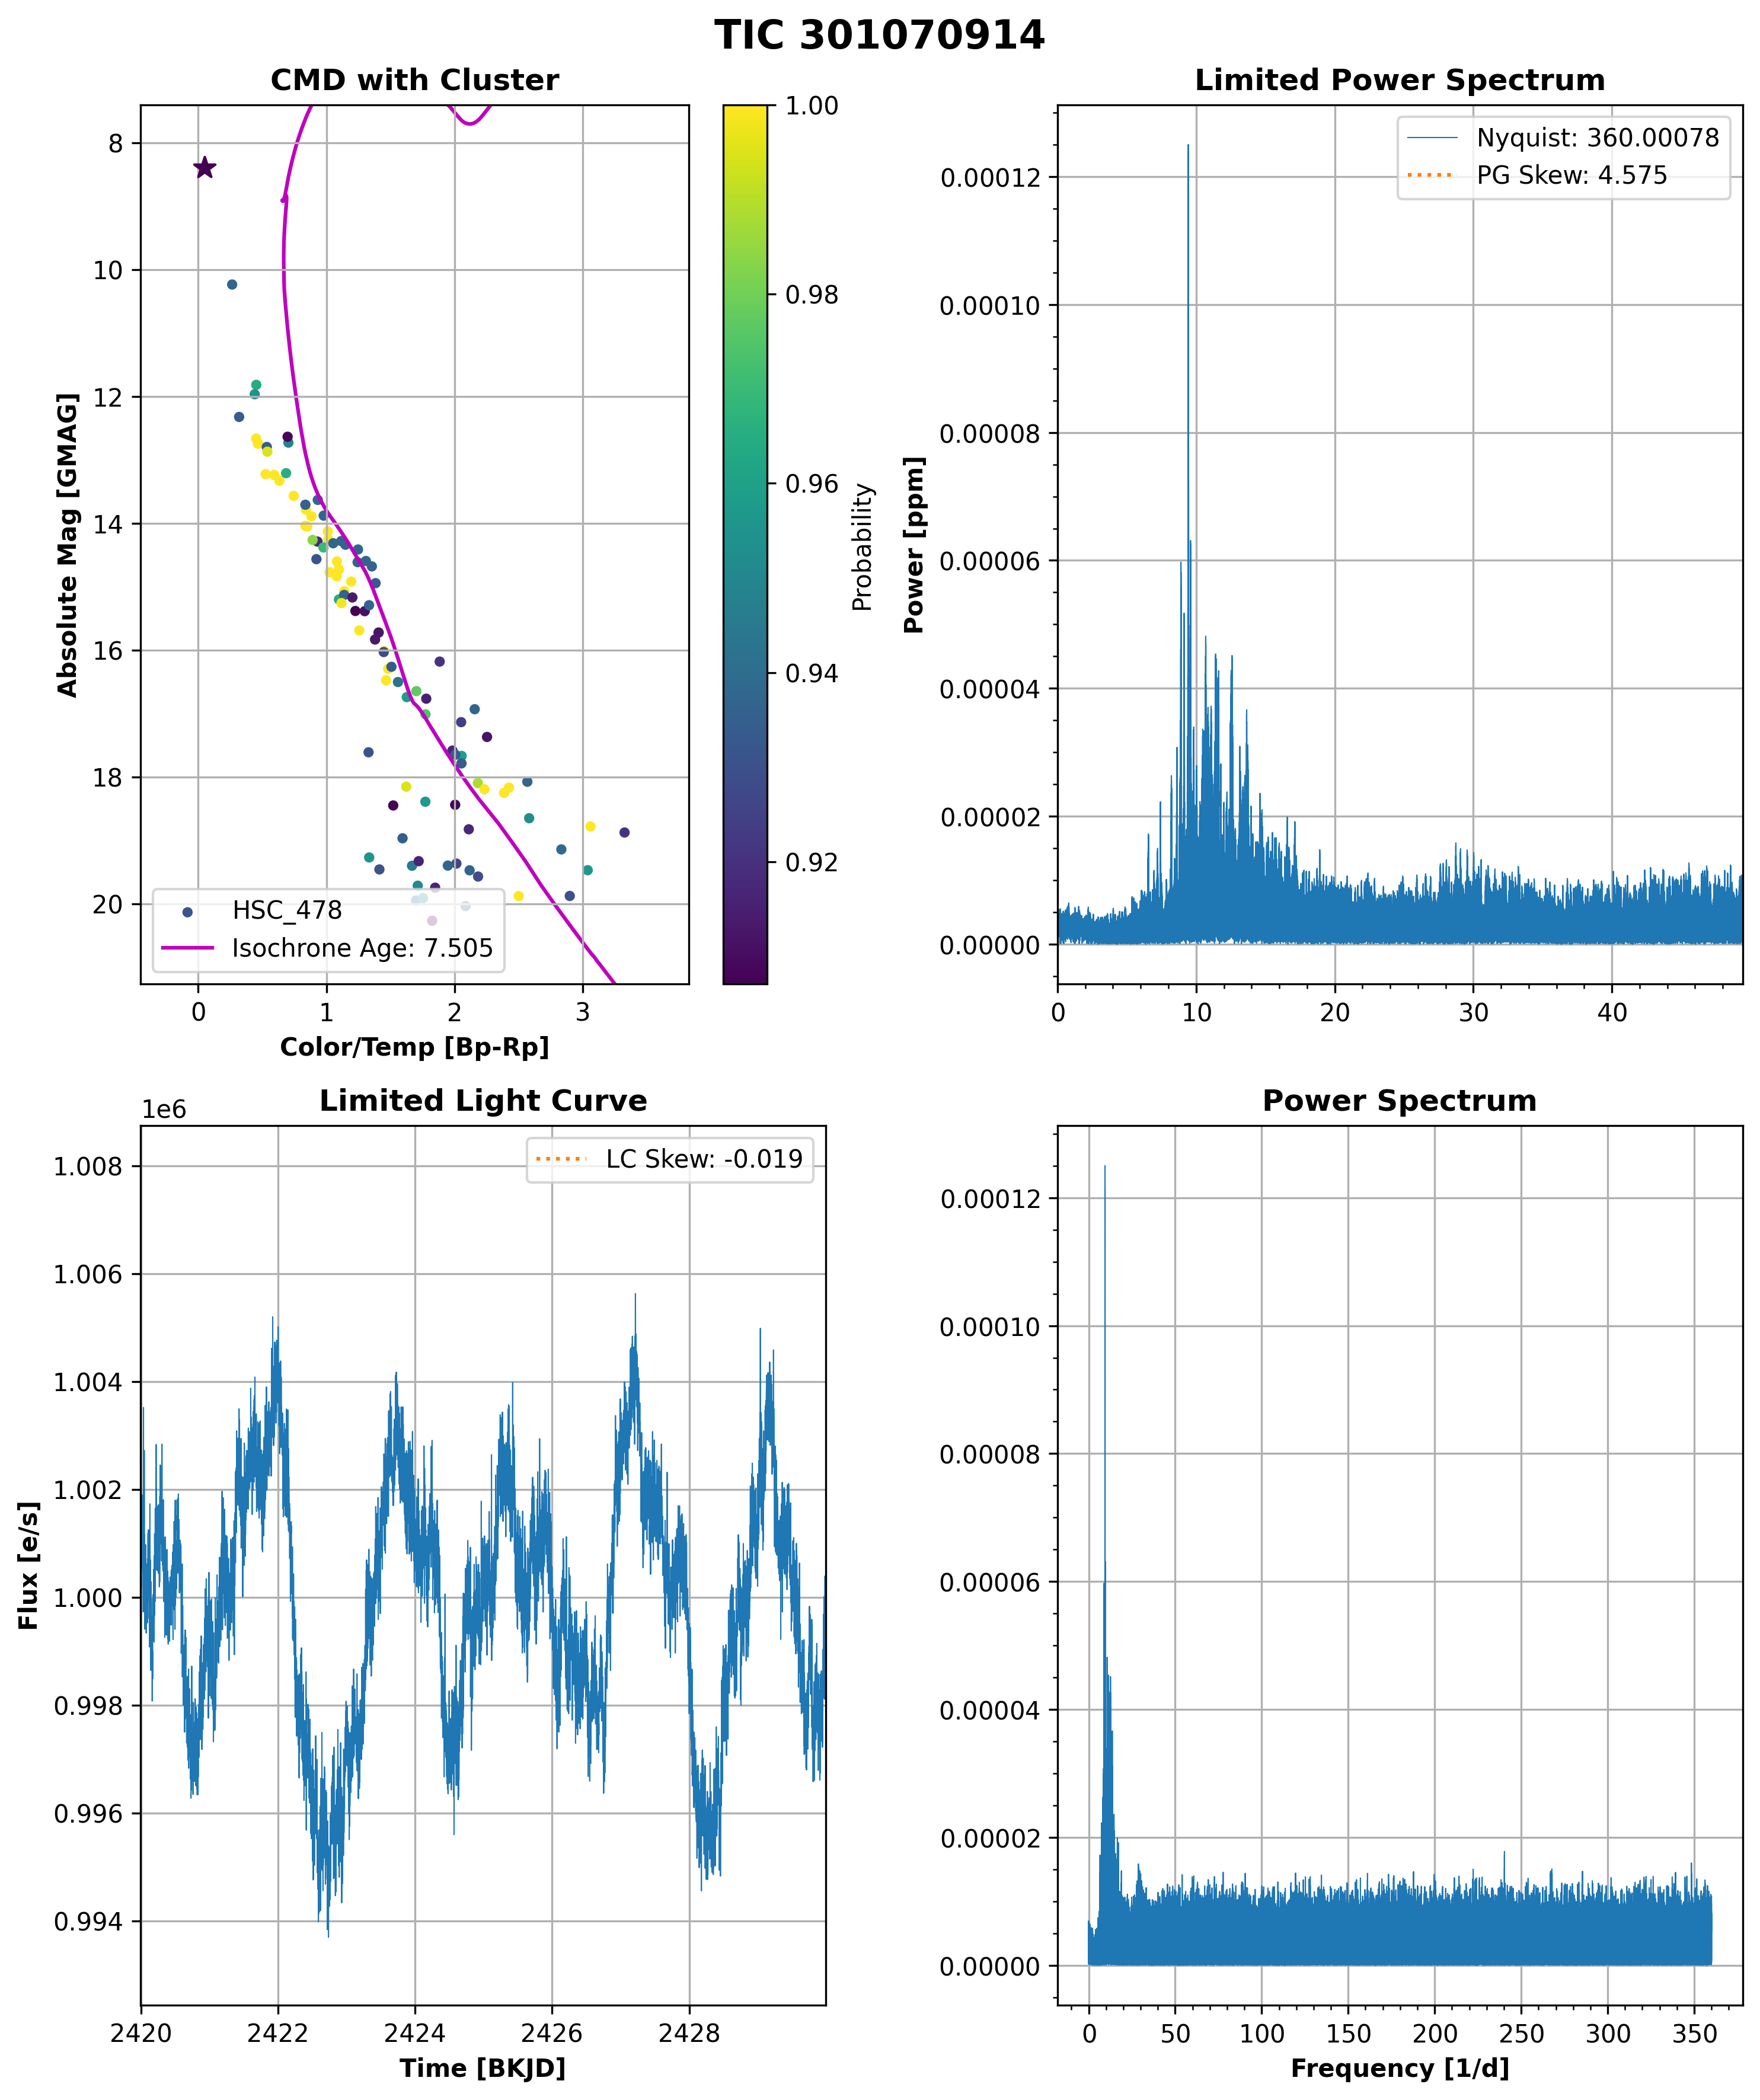 TIC 301070914
CMD with Cluster
8
10
12
14
16
18
20
Absolute Mag [GMAG]
HSC_478
Isochrone Age: 7.505
0 1 2 3
Color/Temp [Bp-Rp]
1.00
0.98
0.96
0.94
0.92
Probability
Limited Power Spectrum
Nyquist: 360.00078
PG Skew: 4.575
0.00012
0.00010
0.00008
0.00006
0.00004
0.00002
0.00000
Power [ppm]
0 10 20 30 40
Limited Light Curve
1e6
LC Skew: -0.019
1.008
1.006
1.004
1.002
1.000
0.998
0.996
0.994
Flux [e/s]
2420 2422 2424 2426 2428
Time [BKJD]
Power Spectrum
0.00012
0.00010
0.00008
0.00006
0.00004
0.00002
0.00000
0 50 100 150 200 250 300 350
Frequency [1/d]